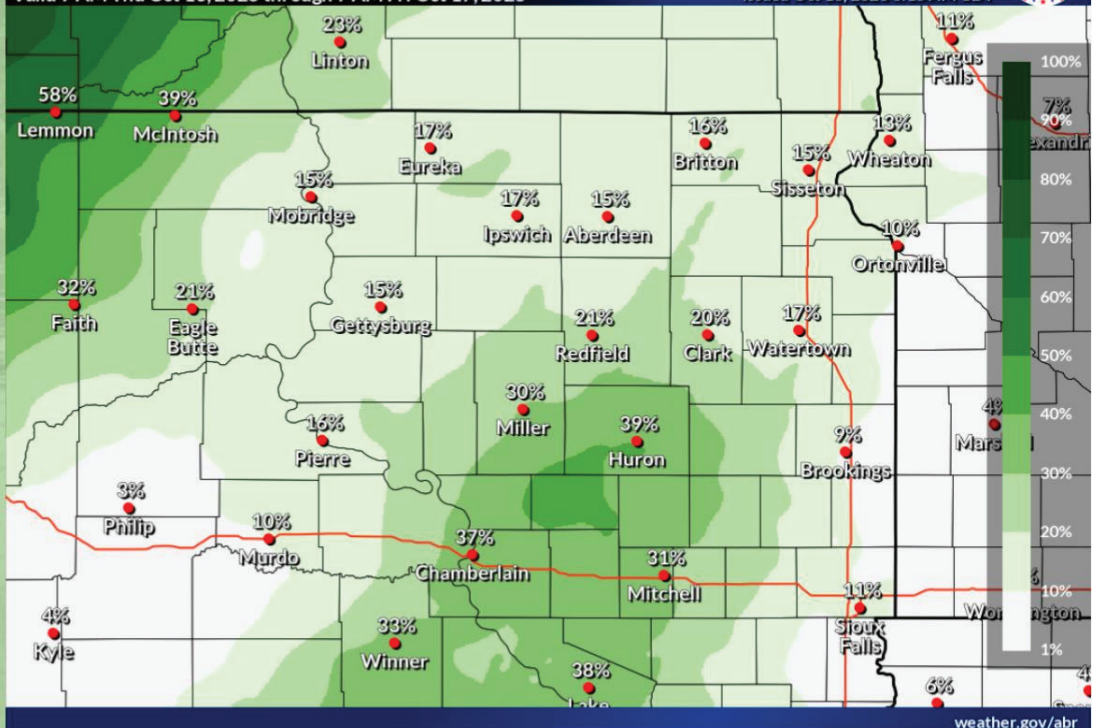 23%
Linton
11%
Fergus
Falls
100%
58%
Lemmon
39%
McIntosh
7%
90%
17%
Eureka
16%
Britton
15%
Sisseton
13%
Wheaton
80%
15%
Mobridge
17%
Ipswich
15%
Aberdeen
10%
Ortonville
70%
32%
Faith
21%
Eagle
Butte
15%
Gettysburg
21%
Redfield
20%
Clark
17%
Watertown
60%
50%
30%
Miller
39%
Huron
16%
Pierre
9%
Brookings
40%
30%
3%
Philip
10%
Murdo
37%
Chamberlain
31%
Mitchell
20%
11%
Sioux
Falls
10%
4%
Kyle
33%
Winner
38%
1%
6%
weather.gov/abr